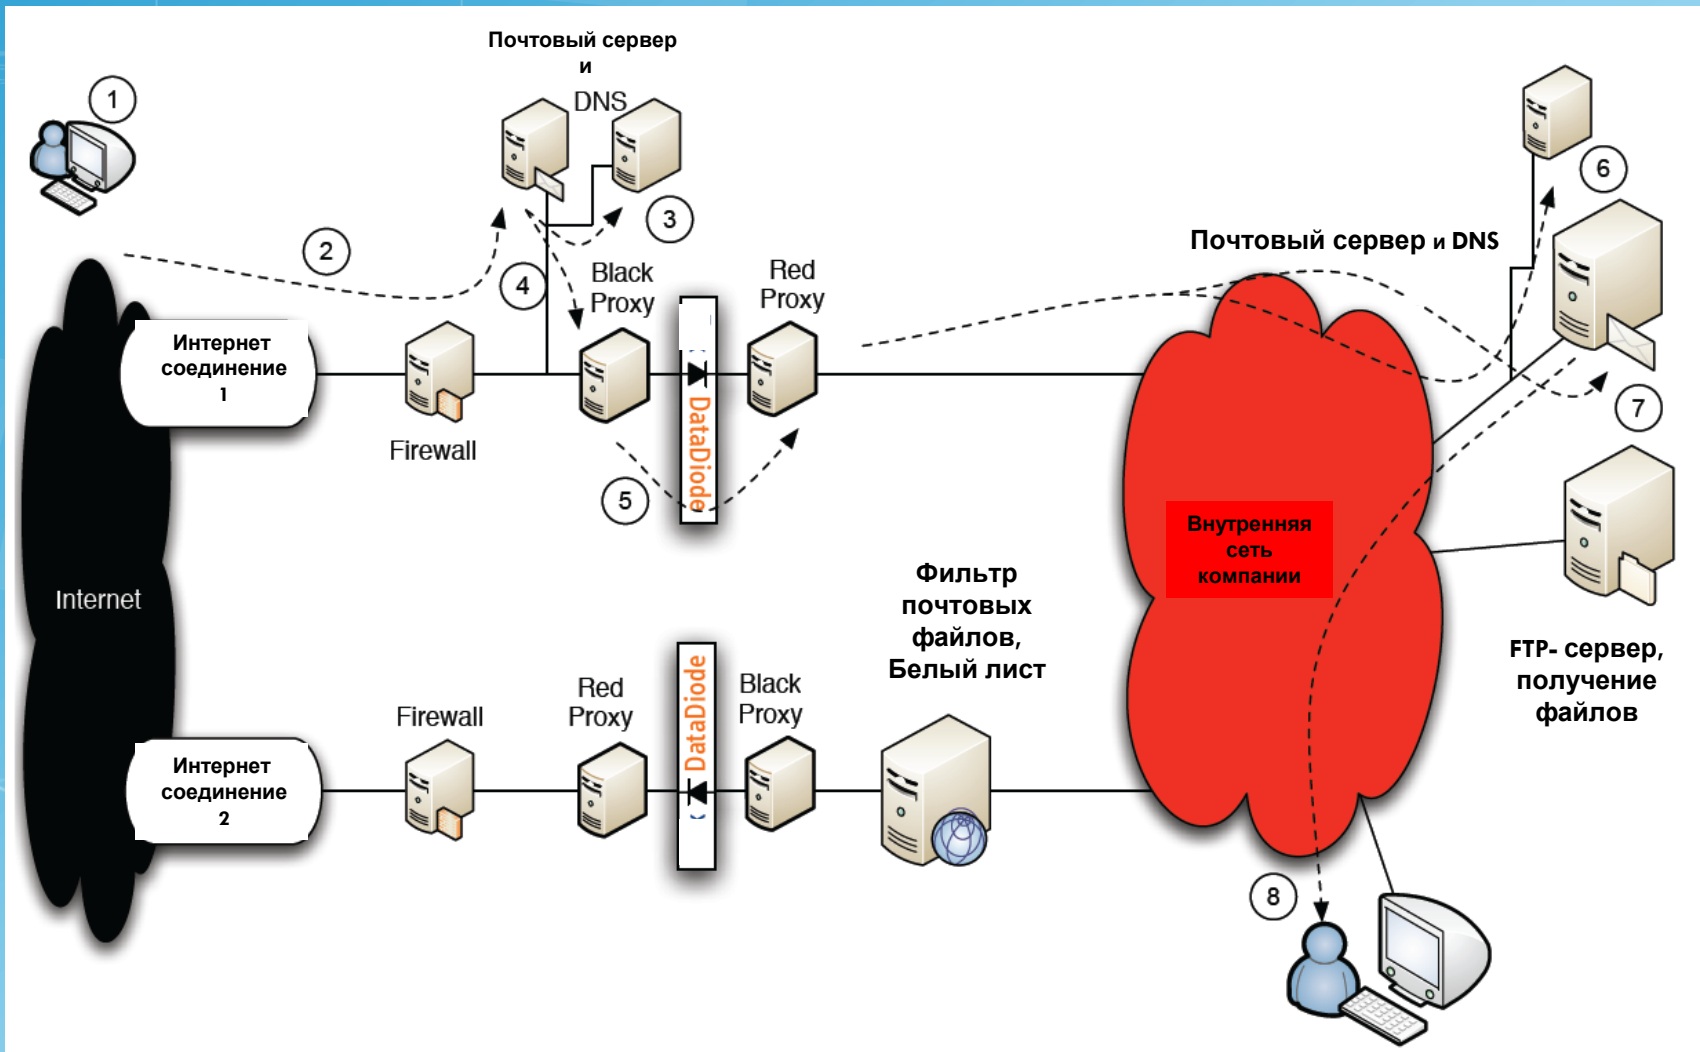 Почтовый сервер
и
DNS
1
2
3
4
Black
Proxy
Red
Proxy
Почтовый сервер и DNS
6
7
Интернет
соединение
1
Firewall
DataDiode
5
Внутренняя
сеть
компании
Internet
Фильтр
почтовых
файлов,
Белый лист
FTP- сервер,
получение
файлов
Интернет
соединение
2
Firewall
Red
Proxy
DataDiode
Black
Proxy
8